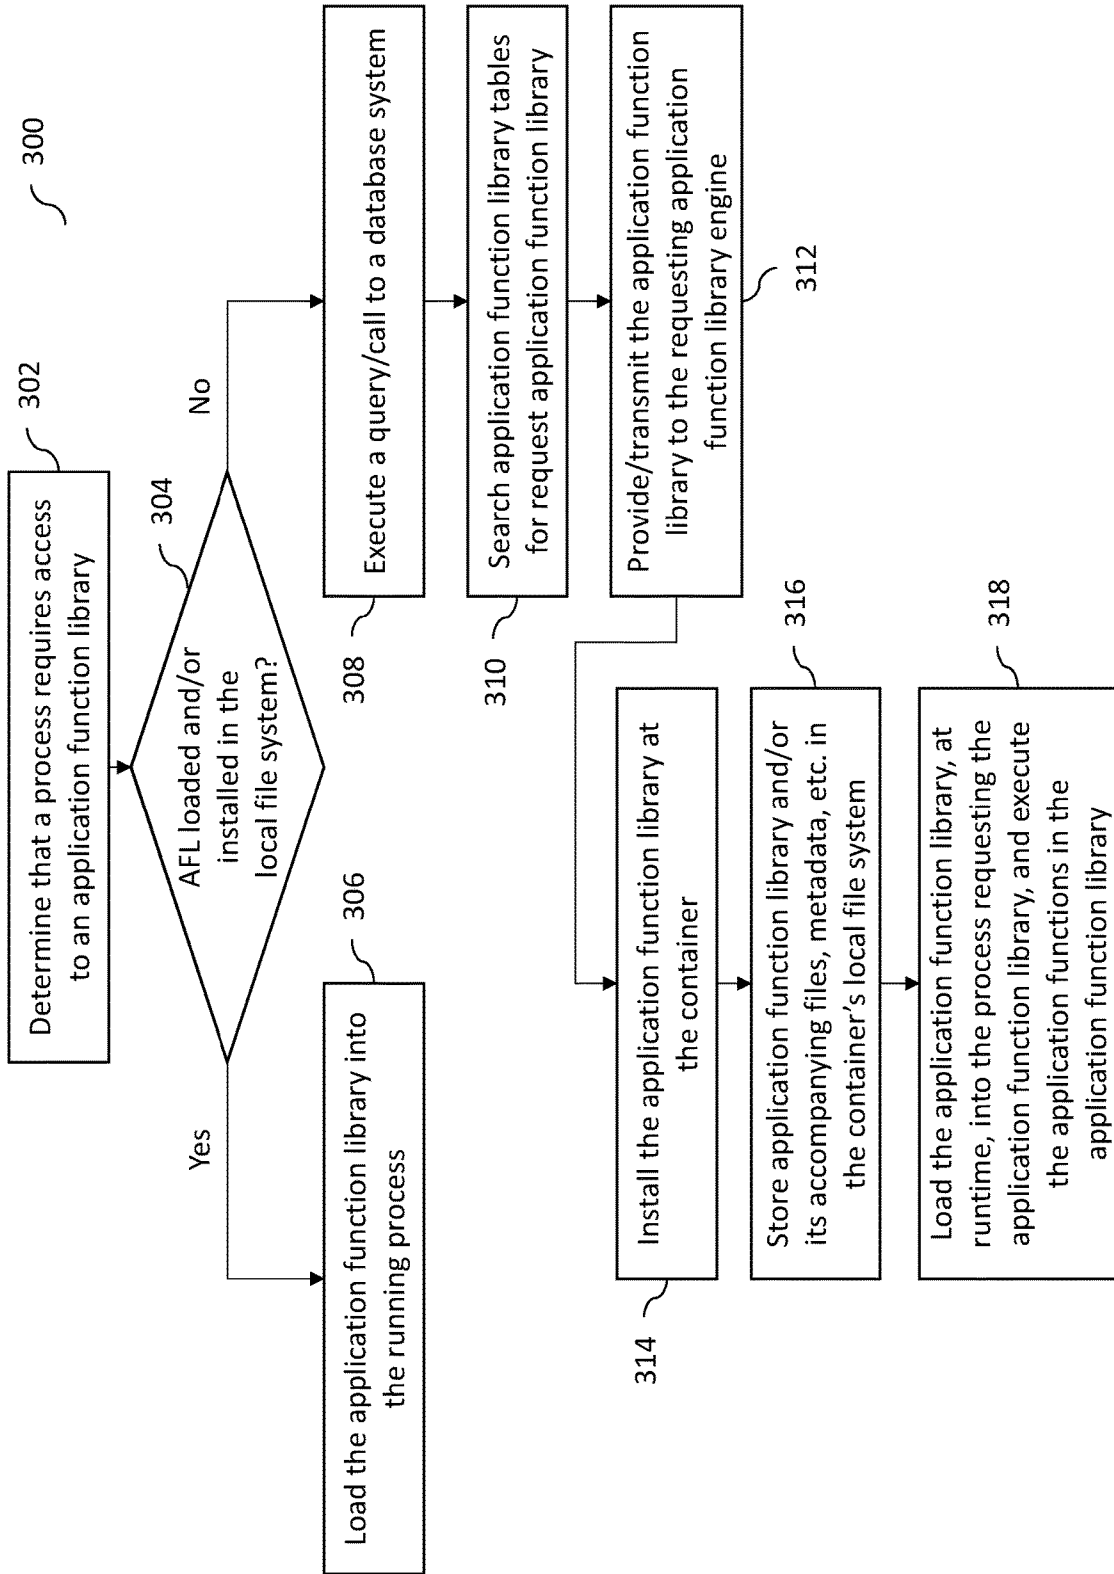 300
302
Determine that a process requires access
to an application function library
304
AFL loaded and/or
installed in the
local file system?
Yes
No
306
Load the application function library into
the running process
308
Execute a query/call to a database system
310
Search application function library tables
for request application function library
Provide/transmit the application function
library to the requesting application
function library engine
312
314
Install the application function library at
the container
316
Store application function library and/or
its accompanying files, metadata, etc. in
the container’s local file system
318
Load the application function library, at
runtime, into the process requesting the
application function library, and execute
the application functions in the
application function library